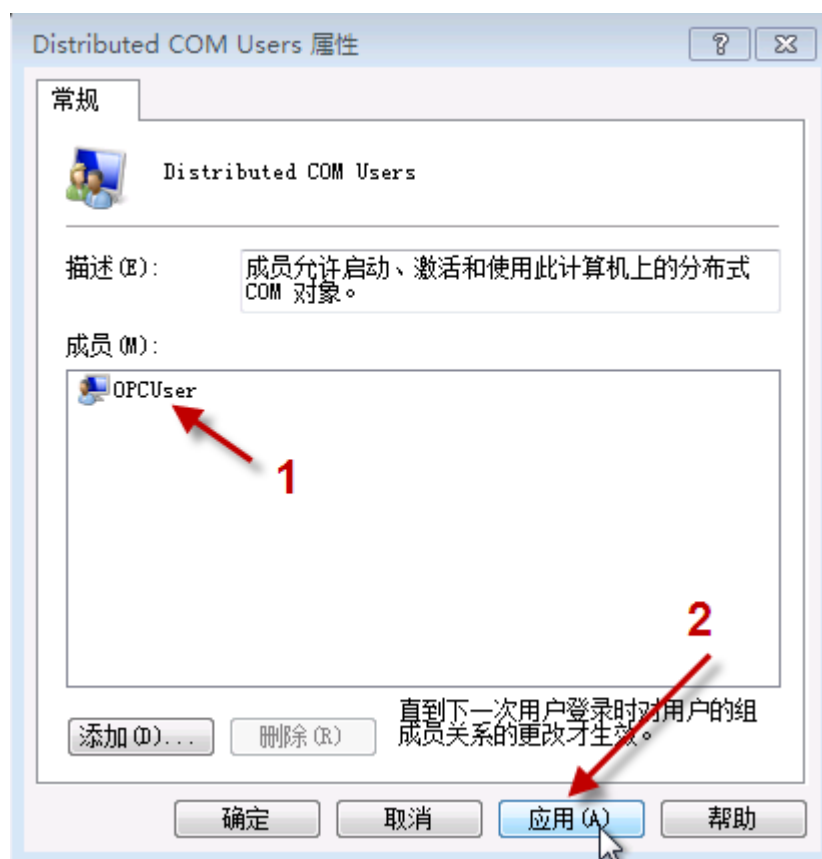 Distributed COM Users 属性
常规
Distributed COM Users
描述(E):
成员允许启动、激活和使用此计算机上的分布式
COM 对象。
成员(M):
OPCUser
1
2
添加(D)...
删除(R)
直到下一次用户登录时对用户的组
成员关系的更改才生效。
确定
取消
应用(A)
帮助